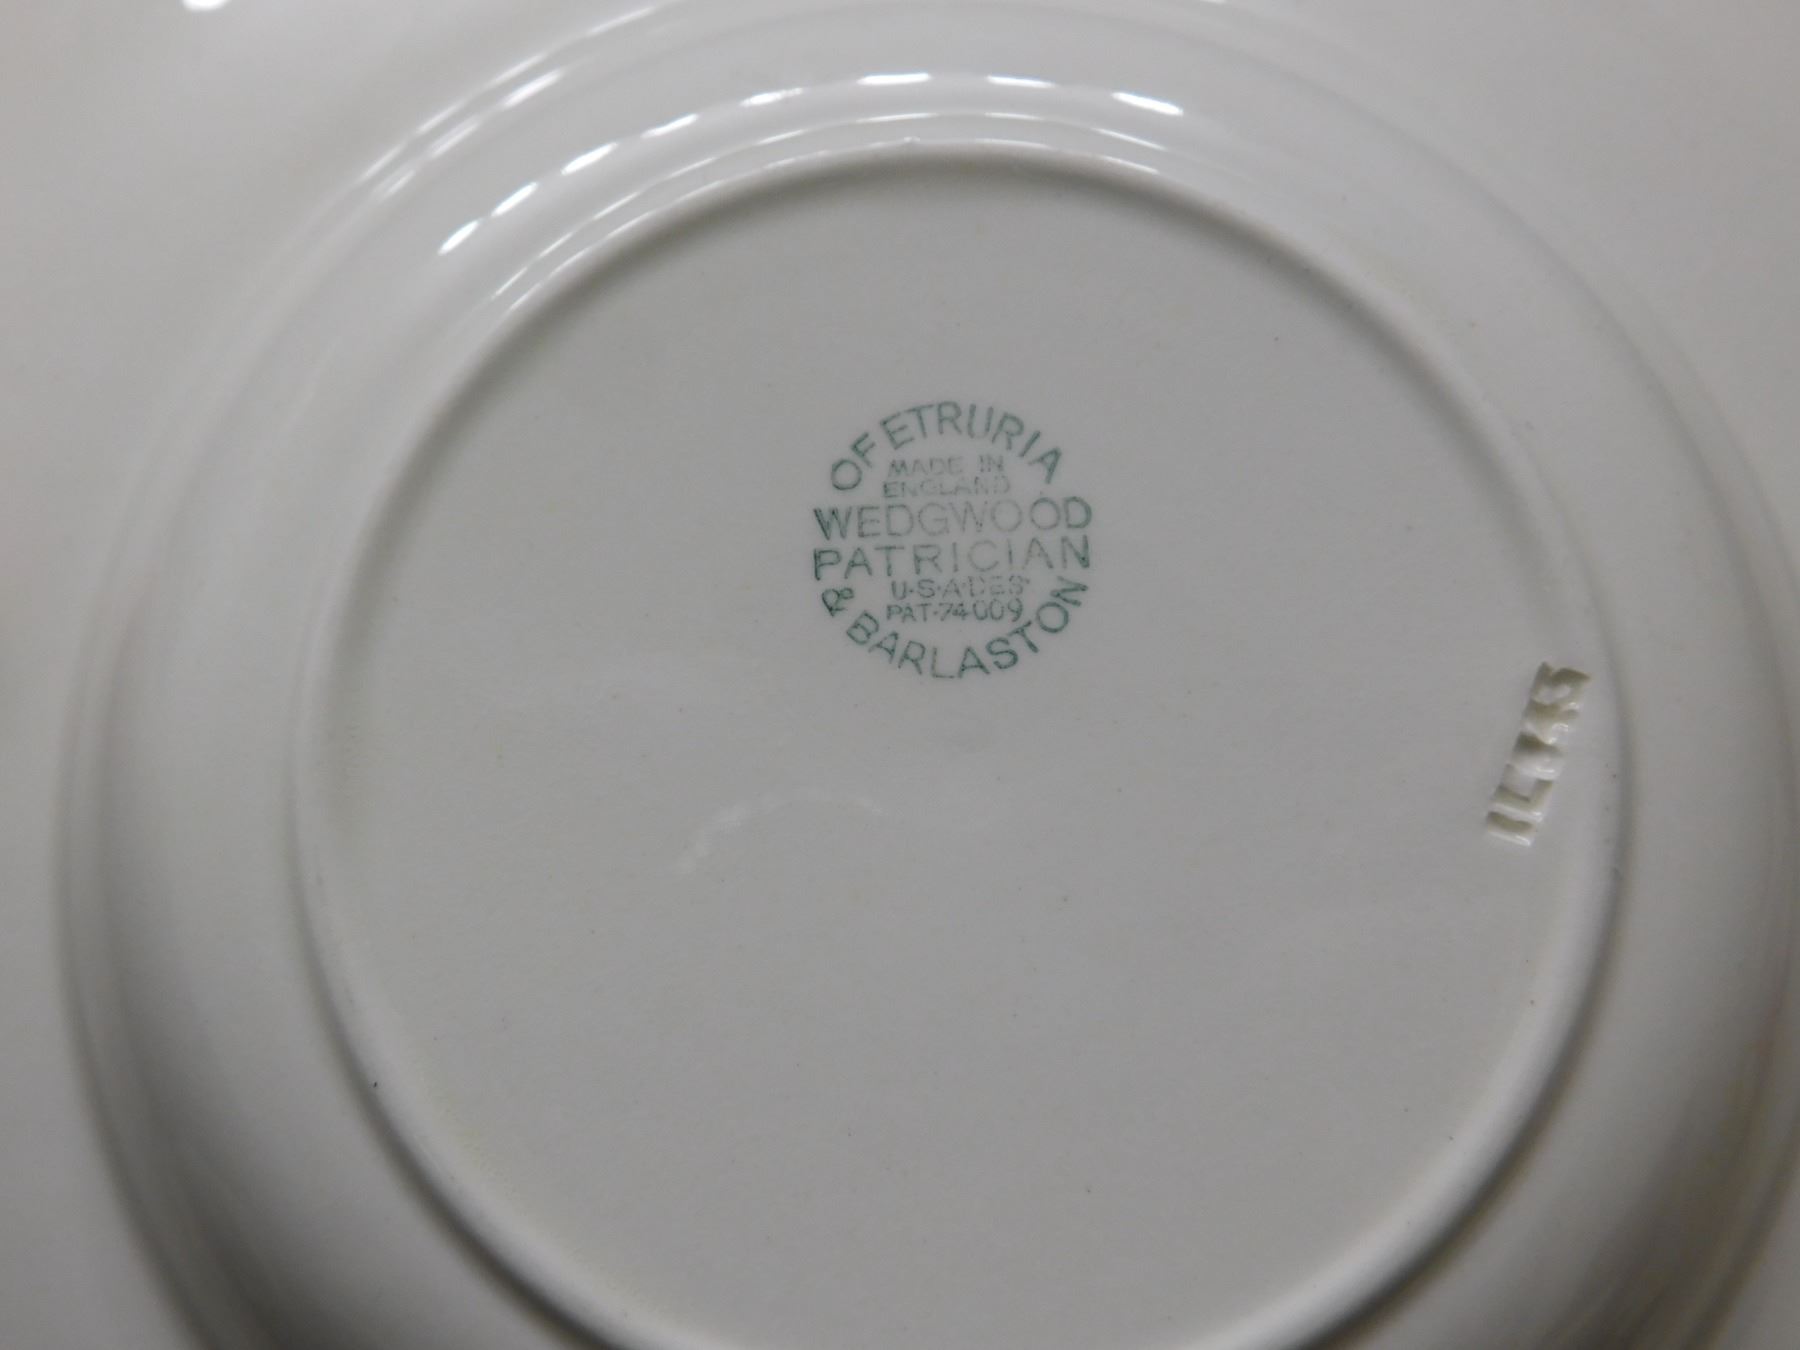 OF ETRURIA
MADE IN
ENGLAND
WEDGWOOD
PATRICIAN
U·S·A·DES·
PAT·74009
& BARLASTON